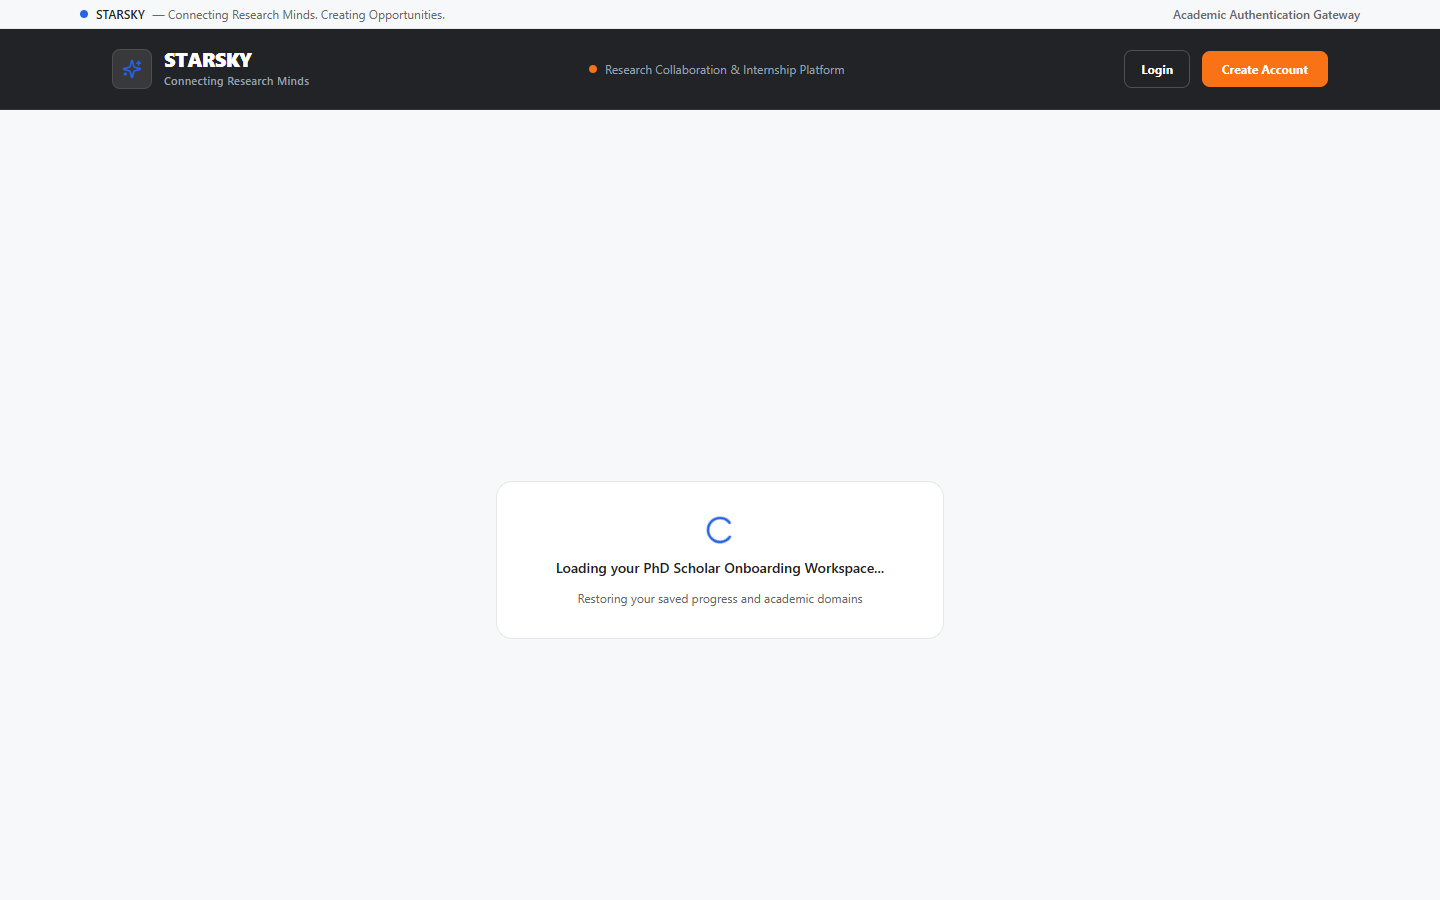 STARSKY — Connecting Research Minds. Creating Opportunities.
Academic Authentication Gateway
STARSKY
Connecting Research Minds
Research Collaboration & Internship Platform
Login
Create Account
Loading your PhD Scholar Onboarding Workspace...
Restoring your saved progress and academic domains